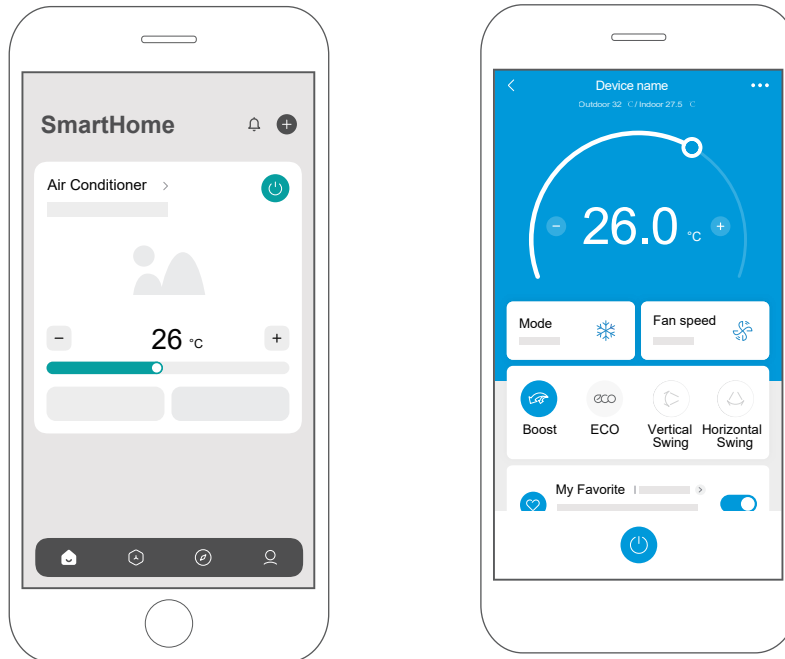 SmartHome
Air Conditioner
26 °C
Device name
Outdoor 32 C / Indoor 27.5 C
26.0 °C
Mode
Fan speed
eco
Boost
ECO
Vertical
Swing
Horizontal
Swing
My Favorite